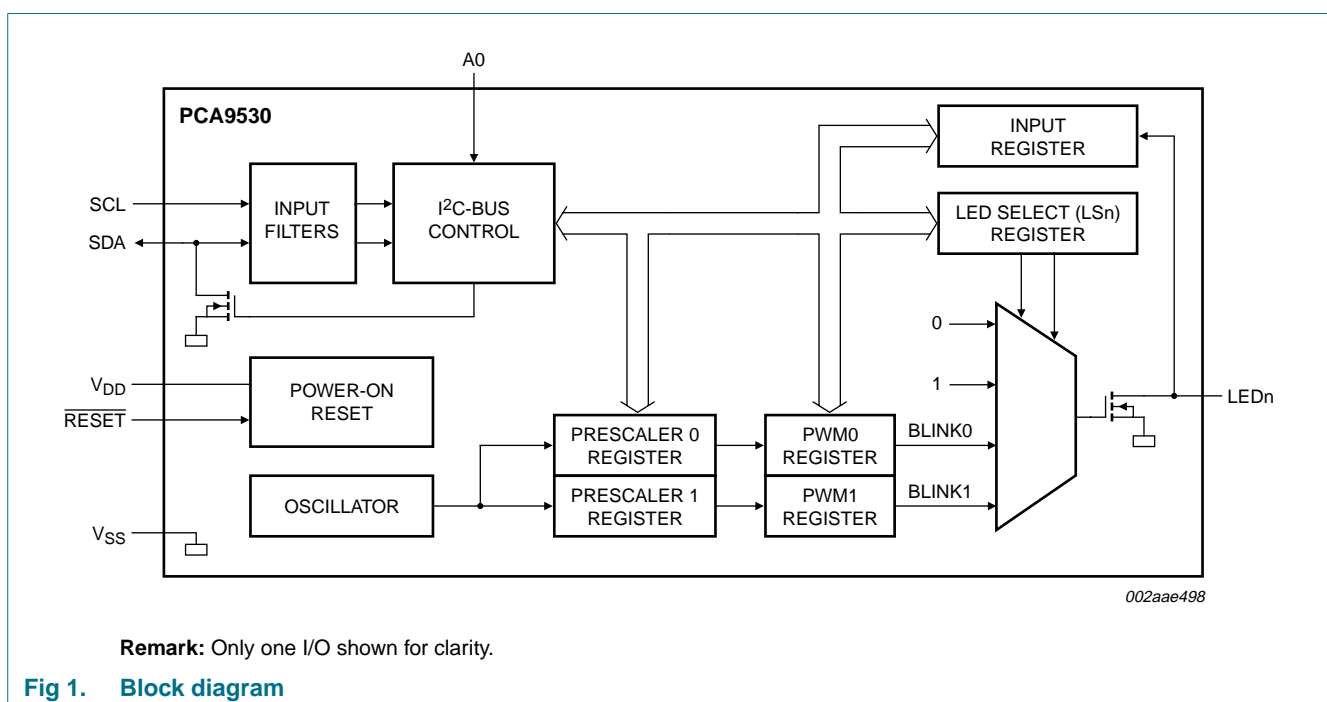 A0
PCA9530
INPUT
REGISTER
SCL
SDA
INPUT
FILTERS
I²C-BUS
CONTROL
LED SELECT (LSn)
REGISTER
0
1
VDD
RESET
POWER-ON
RESET
LEDn
PRESCALER 0
REGISTER
PWM0
REGISTER
BLINK0
OSCILLATOR
PRESCALER 1
REGISTER
PWM1
REGISTER
BLINK1
VSS
002aae498
Remark: Only one I/O shown for clarity.
Fig 1. Block diagram